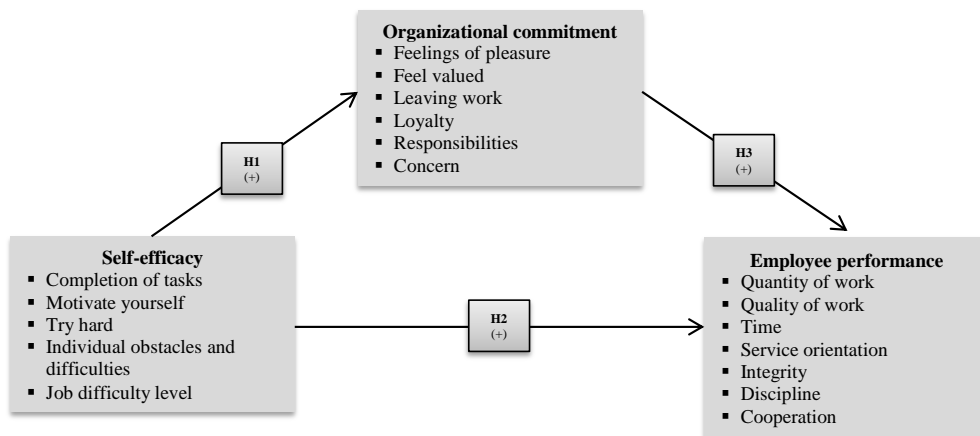 Organizational commitment
▪ Feelings of pleasure
▪ Feel valued
▪ Leaving work
▪ Loyalty
▪ Responsibilities
▪ Concern
H1
(+)
H3
(+)
Self-efficacy
▪ Completion of tasks
▪ Motivate yourself
▪ Try hard
▪ Individual obstacles and
difficulties
▪ Job difficulty level
H2
(+)
Employee performance
▪ Quantity of work
▪ Quality of work
▪ Time
▪ Service orientation
▪ Integrity
▪ Discipline
▪ Cooperation